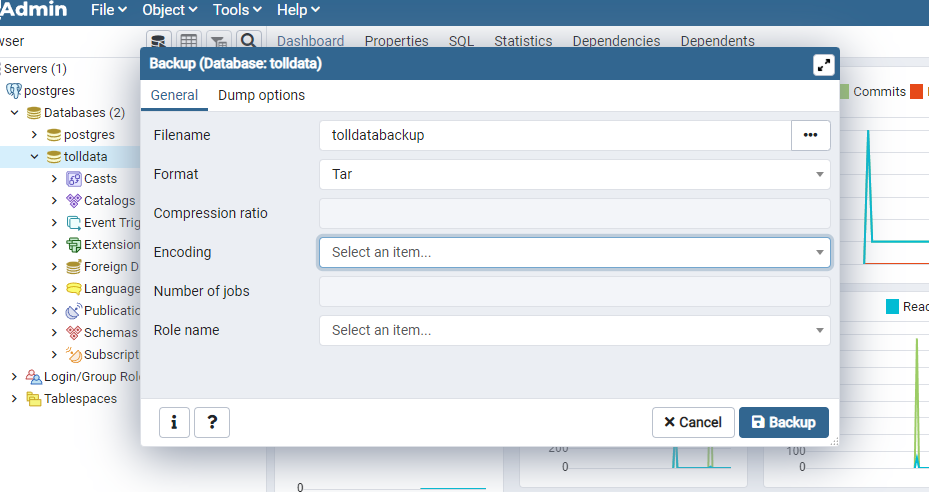 Admin File Object Tools Help
wser Dashboard Properties SQL Statistics Dependencies Dependents
Servers (1)
postgres
Databases (2)
postgres
tolldata
Casts
Catalogs
Event Trig
Extension
Foreign D
Language
Publicatio
Schemas
Subscript
Login/Group Rol
Tablespaces
Backup (Database: tolldata)
General Dump options
Filename tolldatabackup
Format Tar
Compression ratio
Encoding Select an item...
Number of jobs
Role name Select an item...
i ? Cancel Backup
Commits
Reac
200
0
100
0
0